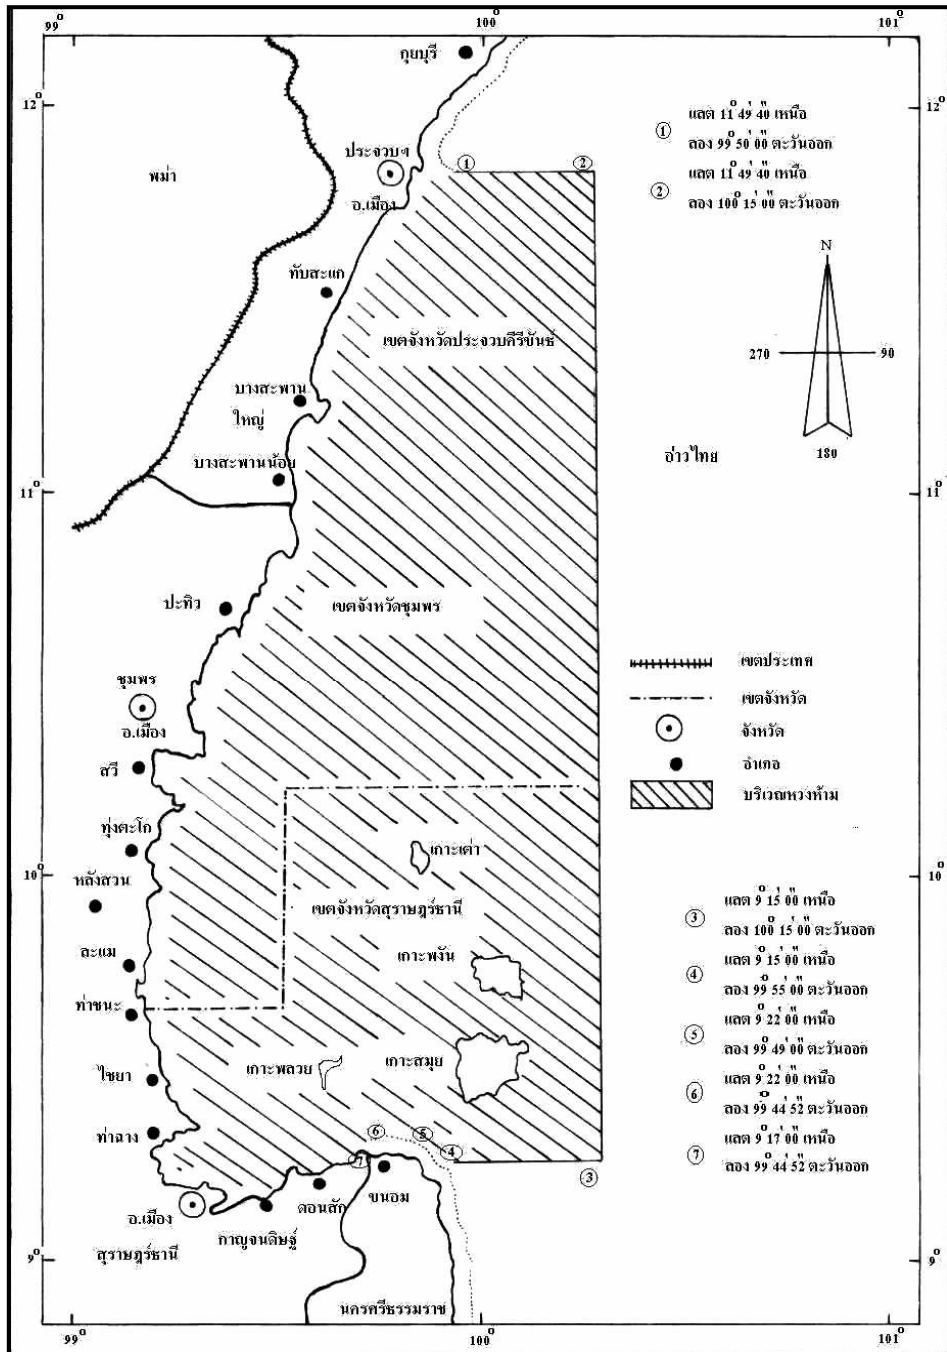 99°
100°
101°
กุยบุรี
12°
12°
แลต 11° 49' 40" เหนือ
① ลอง 99° 50' 00" ตะวันออก
แลต 11° 49' 40" เหนือ
② ลอง 100° 15' 00" ตะวันออก
ประจวบฯ
อ.เมือง
① ②
พม่า
N
270
90
180
ทับสะแก
เขตจังหวัดประจวบคีรีขันธ์
บางสะพาน
ใหญ่
บางสะพานน้อย
อ่าวไทย
11°
11°
ปะทิว
เขตจังหวัดชุมพร
ชุมพร
อ.เมือง
สวี
ทุ่งตะโก
หลังสวน
ละแม
ท่าชนะ
ไชยา
ท่าฉาง
เขตประเทศ
เขตจังหวัด
จังหวัด
อำเภอ
บริเวณหวงห้าม
เกาะเต่า
เขตจังหวัดสุราษฎร์ธานี
เกาะพงัน
เกาะพลวย
เกาะสมุย
10°
10°
แลต 9° 15' 00" เหนือ
③ ลอง 100° 15' 00" ตะวันออก
แลต 9° 15' 00" เหนือ
④ ลอง 99° 55' 00" ตะวันออก
แลต 9° 22' 00" เหนือ
⑤ ลอง 99° 49' 00" ตะวันออก
แลต 9° 22' 00" เหนือ
⑥ ลอง 99° 44' 52" ตะวันออก
แลต 9° 17' 00" เหนือ
⑦ ลอง 99° 44' 52" ตะวันออก
⑥ ⑤ ④
⑦
③
ขนอม
ดอนสัก
กาญจนดิษฐ์
อ.เมือง
สุราษฎร์ธานี
นครศรีธรรมราช
9°
9°
99°
100°
101°